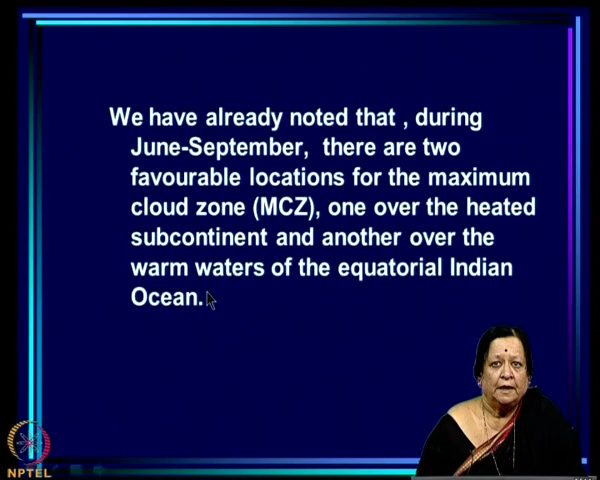 We have already noted that , during
June-September, there are two
favourable locations for the maximum
cloud zone (MCZ), one over the heated
subcontinent and another over the
warm waters of the equatorial Indian
Ocean.
NPTEL